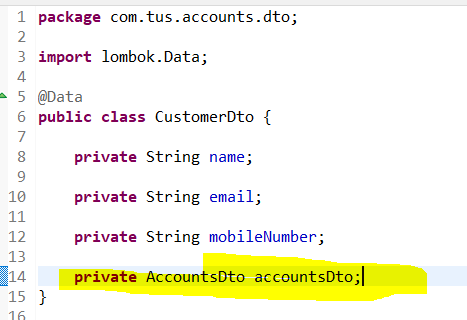 1 package com.tus.accounts.dto;
2
3 import lombok.Data;
4
5 @Data
6 public class CustomerDto {
7
8 private String name;
9
10 private String email;
11
12 private String mobileNumber;
13
14 private AccountsDto accountsDto;
15 }
16